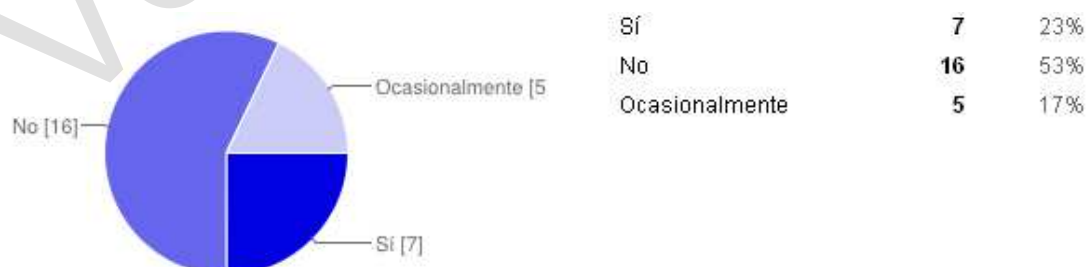 Ocasionalmente [5
No [16]
Sí [7]
Sí 7 23%
No 16 53%
Ocasionalmente 5 17%